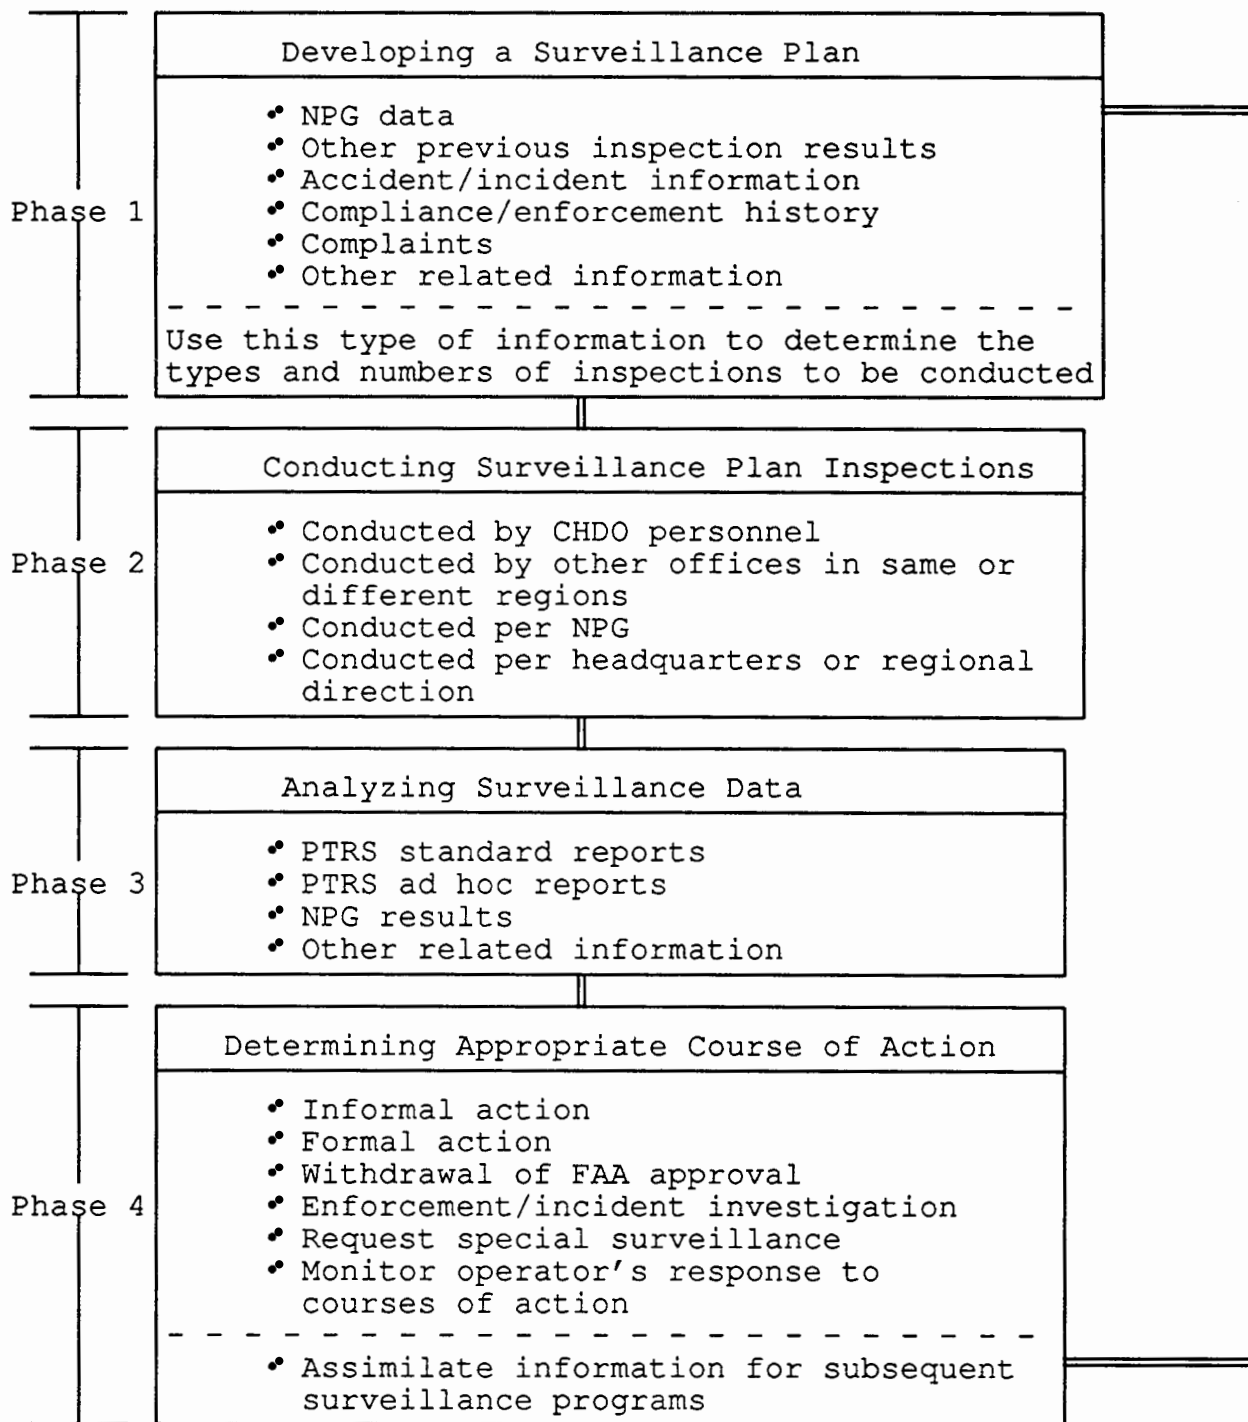 Developing a Surveillance Plan
•• NPG data
•• Other previous inspection results
•• Accident/incident information
Phase 1
•• Compliance/enforcement history
•• Complaints
•• Other related information
Use this type of information to determine the
types and numbers of inspections to be conducted
Conducting Surveillance Plan Inspections
•• Conducted by CHDO personnel
Phase 2
•• Conducted by other offices in same or
different regions
•• Conducted per NPG
•• Conducted per headquarters or regional
direction
Analyzing Surveillance Data
•• PTRS standard reports
Phase 3
•• PTRS ad hoc reports
•• NPG results
•• Other related information
Determining Appropriate Course of Action
•• Informal action
•• Formal action
•• Withdrawal of FAA approval
Phase 4
•• Enforcement/incident investigation
•• Request special surveillance
•• Monitor operator's response to
courses of action
•• Assimilate information for subsequent
surveillance programs